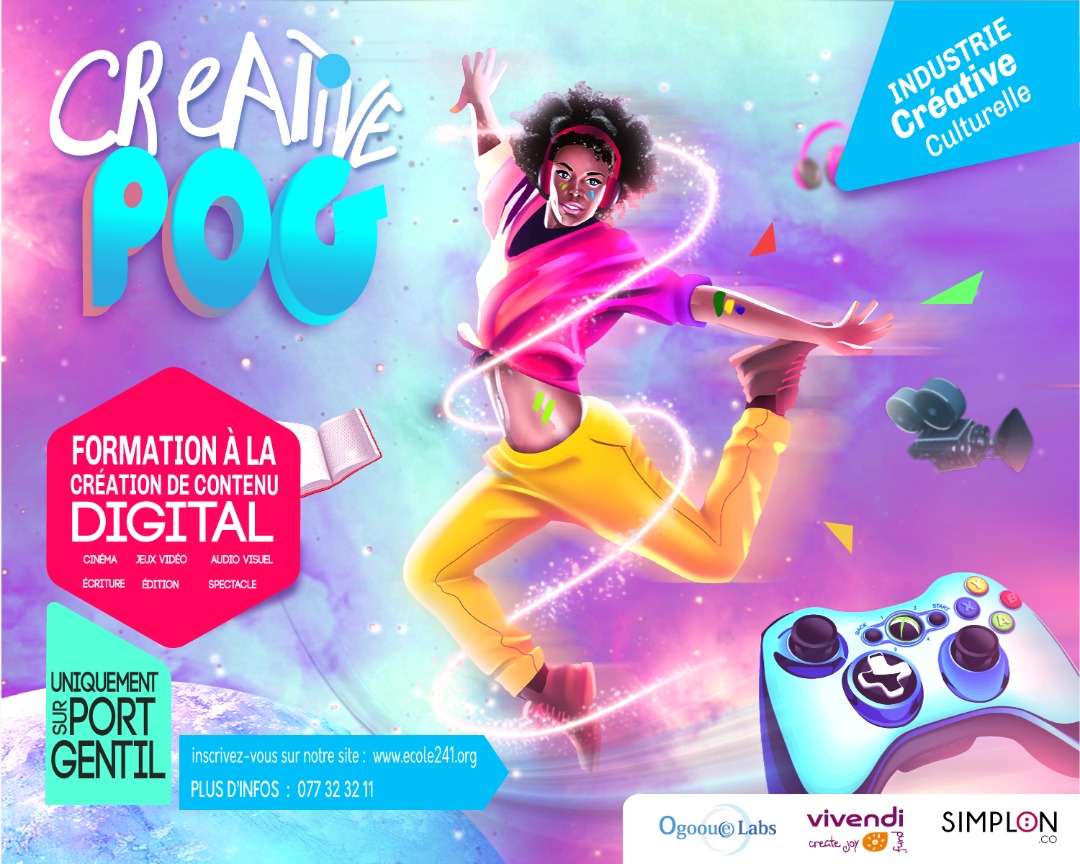 CReATiVE
POG
INDUSTRIE
Créative
Culturelle
FORMATION À LA
CRÉATION DE CONTENU
DIGITAL
CINÉMA JEUX VIDÉO AUDIO VISUEL
ÉCRITURE ÉDITION SPECTACLE
UNIQUEMENT
SUR PORT
GENTIL
inscrivez-vous sur notre site : www.ecole241.org
PLUS D'INFOS : 077 32 32 11
BACK START
Y
X B
A
Ogooue Labs
vivendi
create joy fund
SIMPLON
.CO